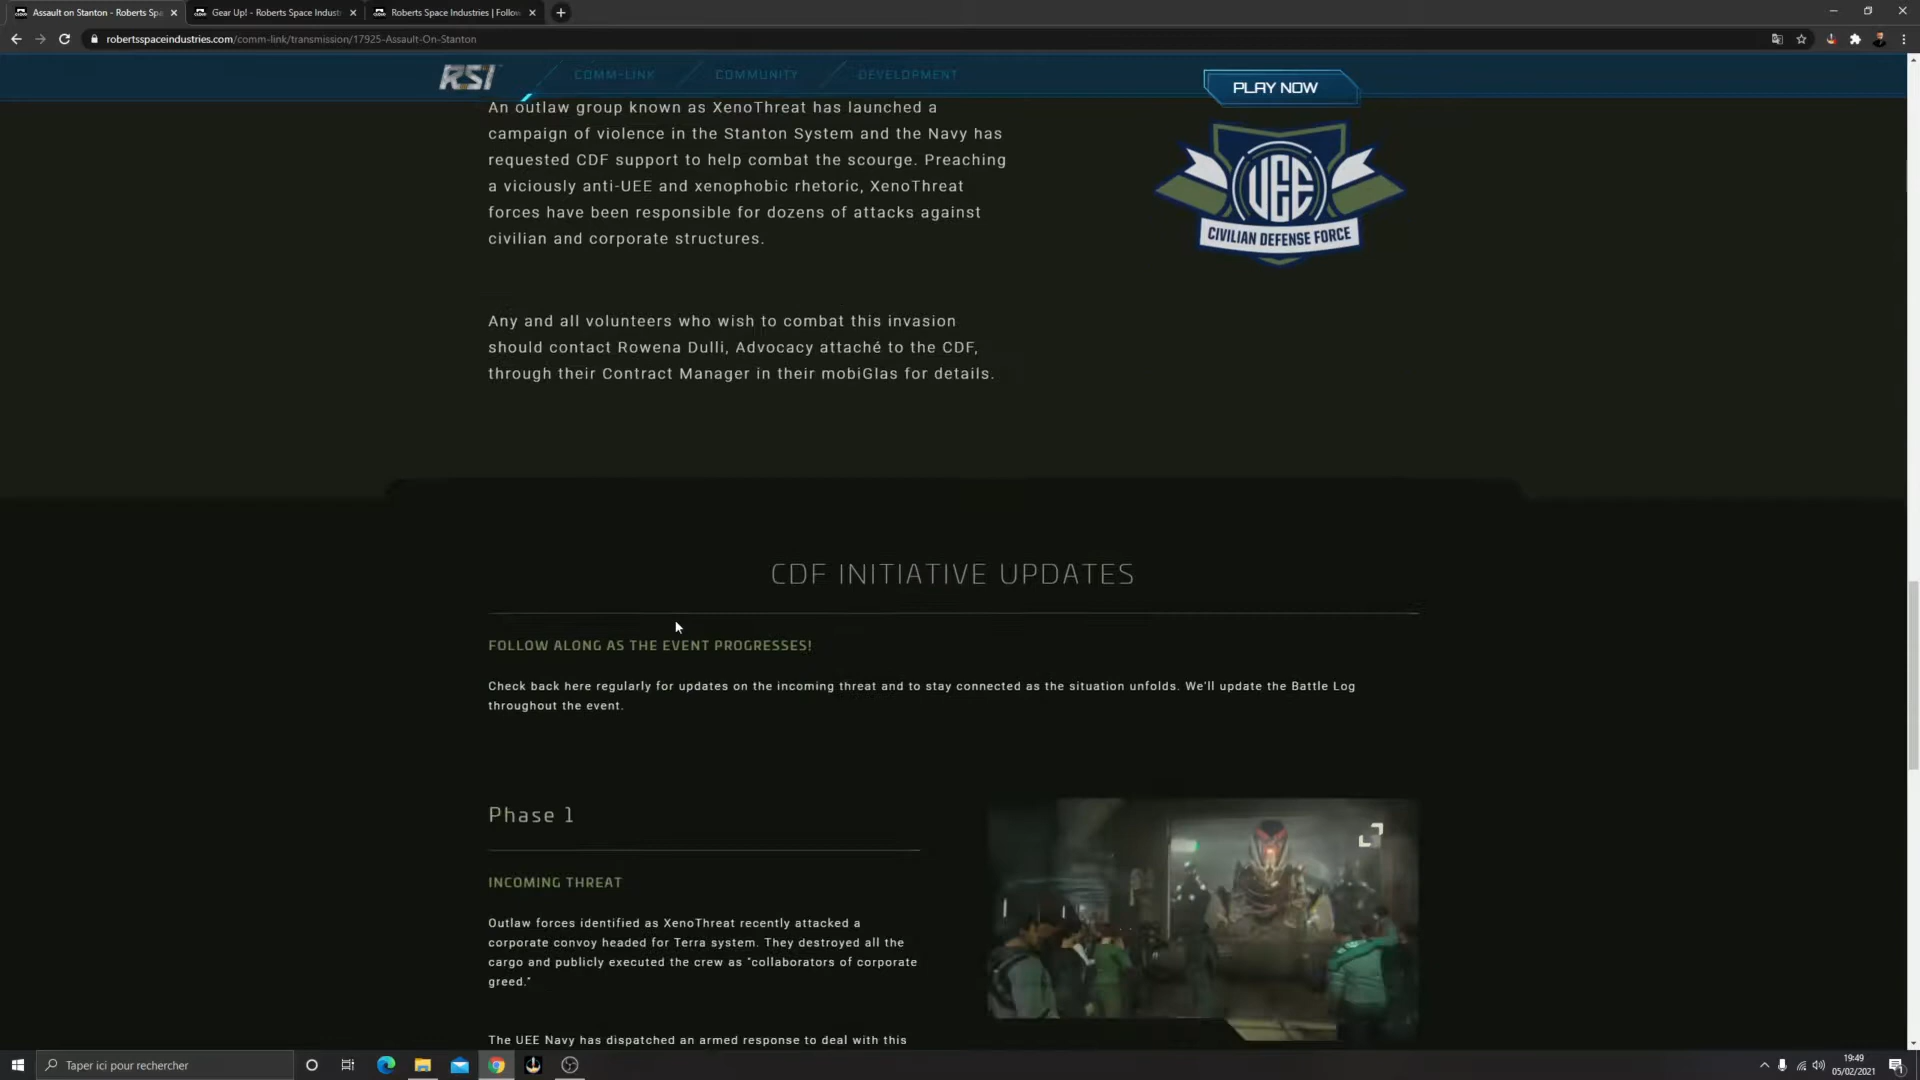 Assault on Stanton - Roberts Spa
Gear Up! - Roberts Space Industri
Roberts Space Industries | Follow
robertsspaceindustries.com/comm-link/transmission/17925-Assault-On-Stanton
RSI
COMM-LINK
COMMUNITY
DEVELOPMENT
PLAY NOW
An outlaw group known as XenoThreat has launched a
campaign of violence in the Stanton System and the Navy has
requested CDF support to help combat the scourge. Preaching
a viciously anti-UEE and xenophobic rhetoric, XenoThreat
forces have been responsible for dozens of attacks against
civilian and corporate structures.
UEE
CIVILIAN DEFENSE FORCE
Any and all volunteers who wish to combat this invasion
should contact Rowena Dulli, Advocacy attaché to the CDF,
through their Contract Manager in their mobiGlas for details.
CDF INITIATIVE UPDATES
FOLLOW ALONG AS THE EVENT PROGRESSES!
Check back here regularly for updates on the incoming threat and to stay connected as the situation unfolds. We'll update the Battle Log
throughout the event.
Phase 1
INCOMING THREAT
Outlaw forces identified as XenoThreat recently attacked a
corporate convoy headed for Terra system. They destroyed all the
cargo and publicly executed the crew as "collaborators of corporate
greed."
The UEE Navy has dispatched an armed response to deal with this
Taper ici pour rechercher
19:49
05/02/2021